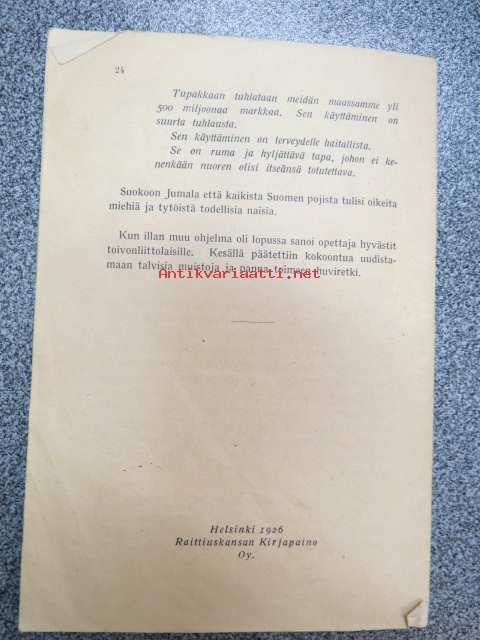 24
Tupakkaan tuhlataan meidän maassamme yli
500 miljoonaa markkaa. Sen käyttäminen on
suurta tuhlausta.
Sen käyttäminen on terveydelle haitallista.
Se on ruma ja hyljättävä tapa, johon ei ke-
nenkään nuoren olisi itseänsä totutettava.
Suokoon Jumala että kaikista Suomen pojista tulisi oikeita
miehiä ja tytöistä todellisia naisia.
Kun illan muu ohjelma oli lopussa sanoi opettaja hyvästit
toivonliittolaisille. Kesällä päätettiin kokoontua uudista-
maan talvisia muistoja ja panna toimeen huviretki.
Antikvariaatti.net
Helsinki 1926
Raittiuskansan Kirjapaino
Oy.